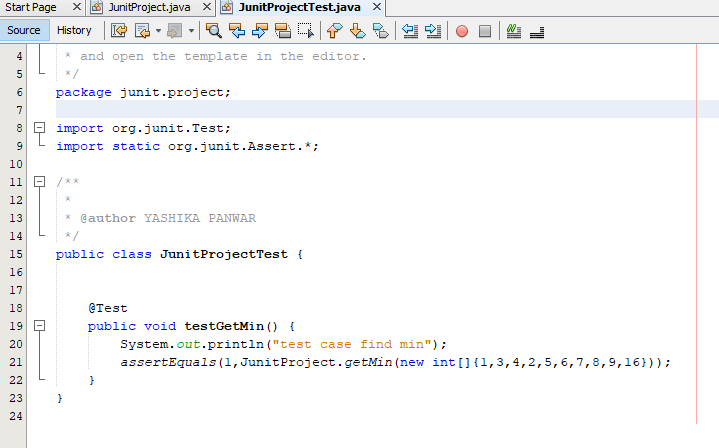 Start Page JunitProject.java JunitProjectTest.java
Source History
4 * and open the template in the editor.
5 */
6 package junit.project;
7
8 import org.junit.Test;
9 import static org.junit.Assert.*;
10
11 /**
12 *
13 * @author YASHIKA PANWAR
14 */
15 public class JunitProjectTest {
16
17
18 @Test
19 public void testGetMin() {
20 System.out.println("test case find min");
21 assertEquals(1,JunitProject.getMin(new int[]{1,3,4,2,5,6,7,8,9,16}));
22 }
23 }
24